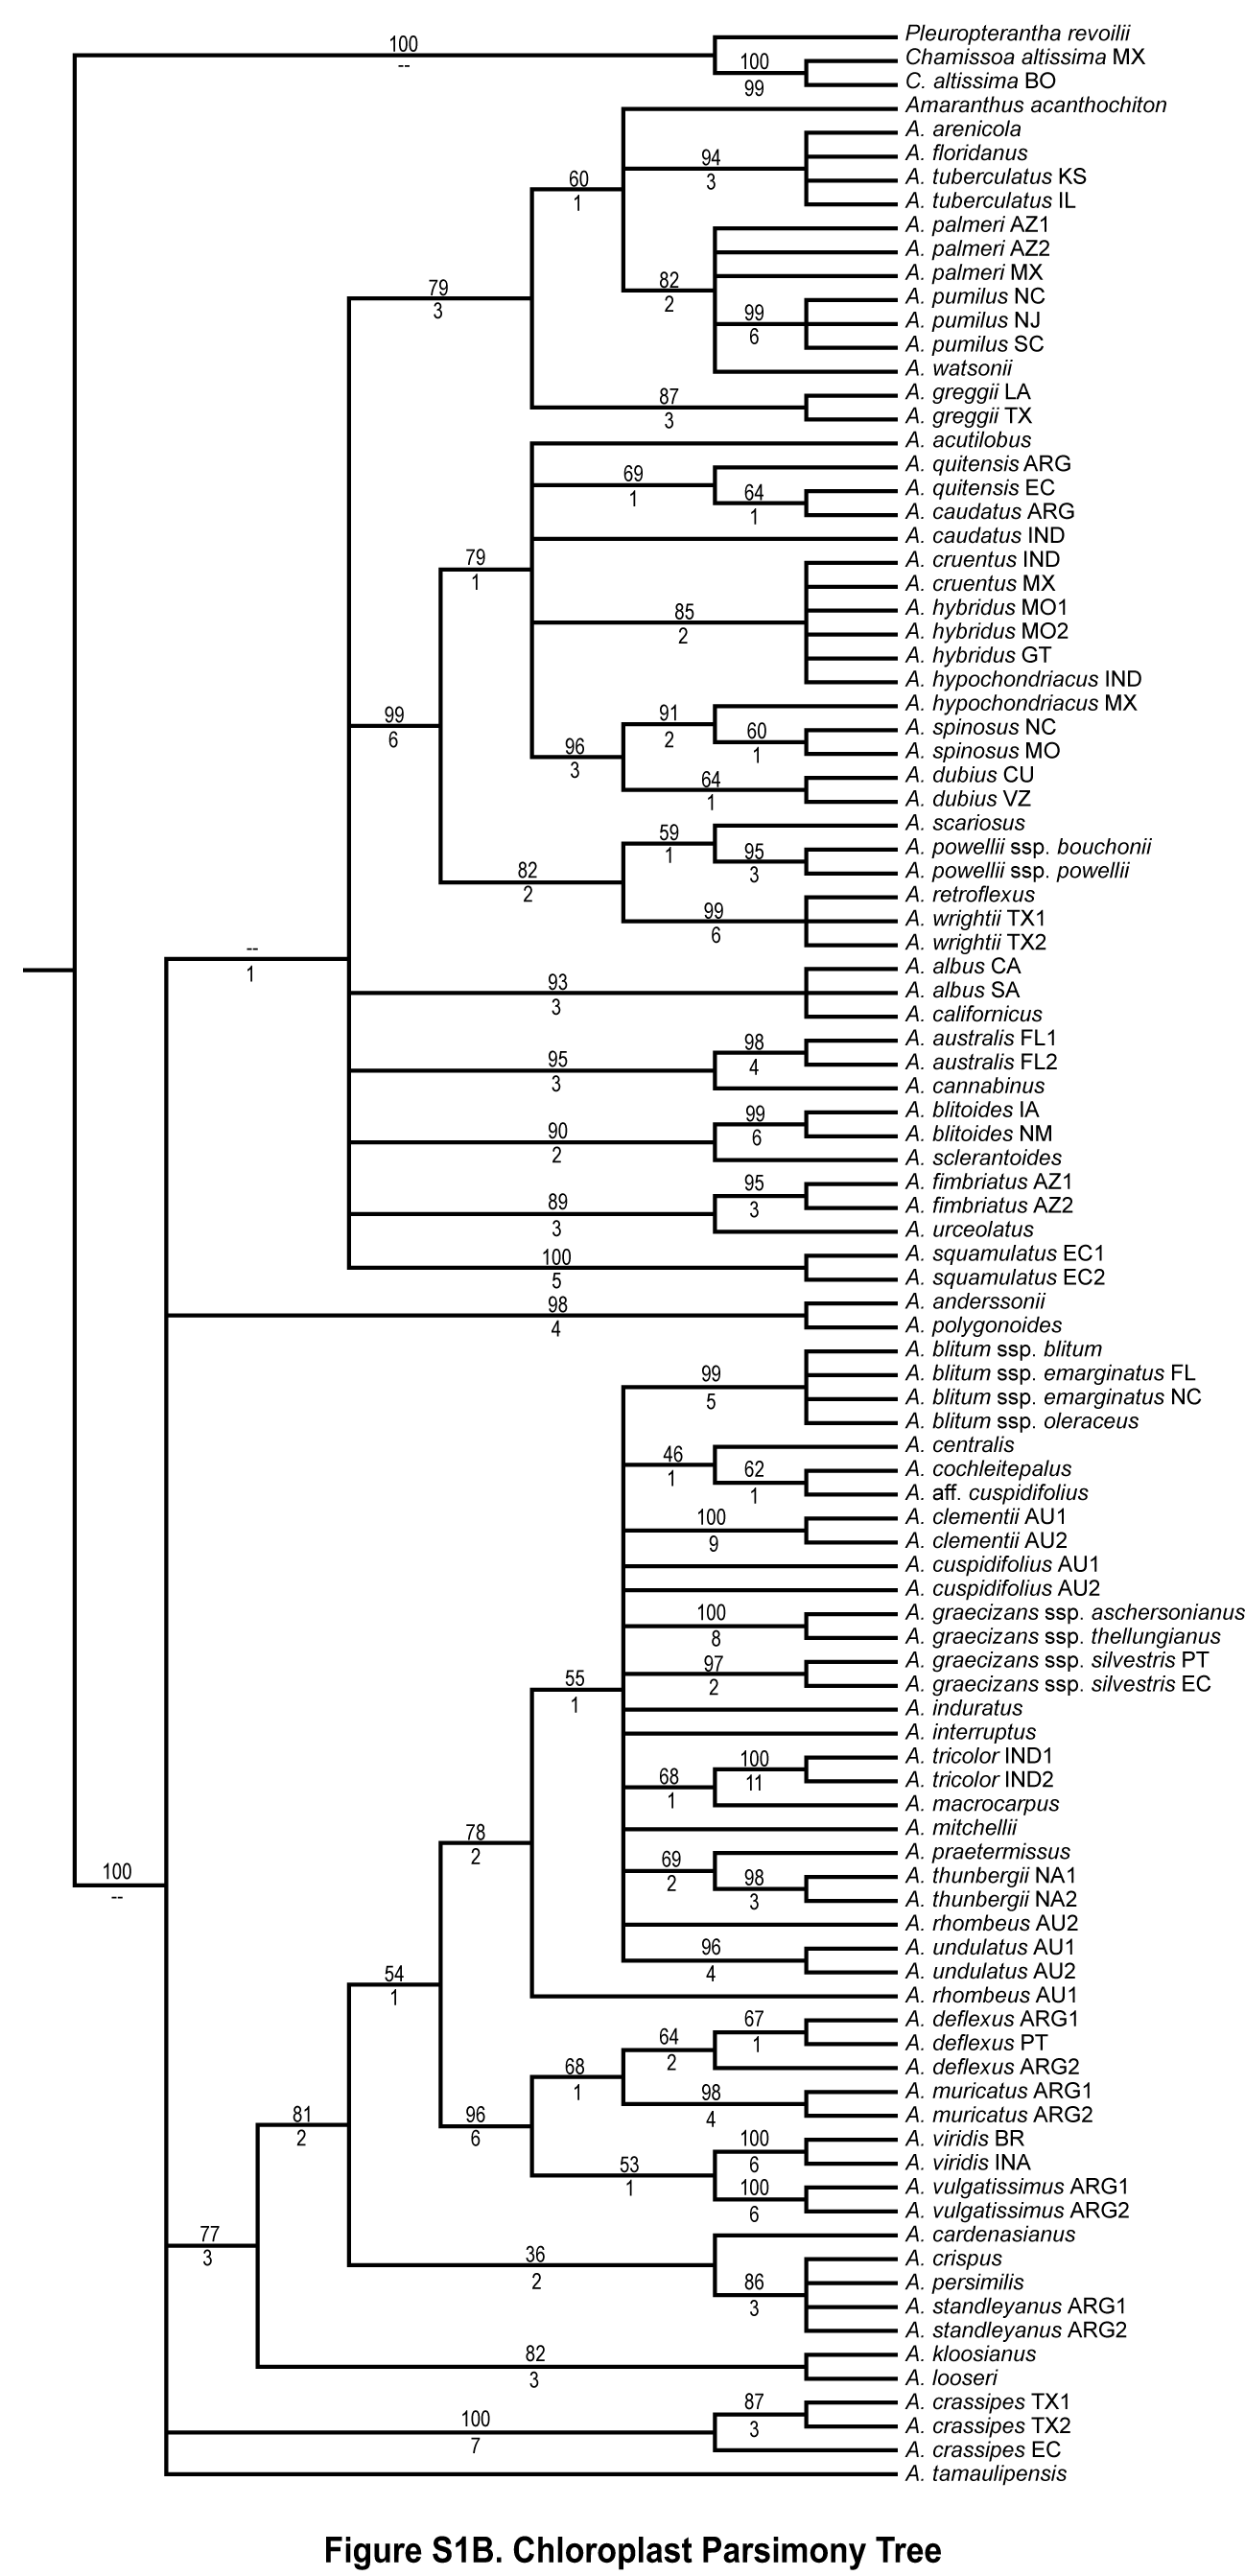 Pleuropterantha revoilii
100
--
Chamissoa altissima MX
100
99
C. altissima BO
Amaranthus acanthochiton
A. arenicola
94
3
A. floridanus
A. tuberculatus KS
60
1
A. tuberculatus IL
A. palmeri AZ1
A. palmeri AZ2
A. palmeri MX
82
2
79
3
A. pumilus NC
99
6
A. pumilus NJ
A. pumilus SC
A. watsonii
87
3
A. greggii LA
A. greggii TX
A. acutilobus
A. quitensis ARG
69
1
A. quitensis EC
64
1
A. caudatus ARG
A. caudatus IND
79
1
A. cruentus IND
A. cruentus MX
85
2
A. hybridus MO1
A. hybridus MO2
A. hybridus GT
A. hypochondriacus IND
A. hypochondriacus MX
99
6
91
2
A. spinosus NC
60
1
A. spinosus MO
96
3
A. dubius CU
64
1
A. dubius VZ
A. scariosus
59
1
A. powellii ssp. bouchonii
95
3
A. powellii ssp. powellii
82
2
A. retroflexus
99
6
A. wrightii TX1
A. wrightii TX2
--
1
A. albus CA
93
3
A. albus SA
A. californicus
A. australis FL1
98
4
A. australis FL2
95
3
A. cannabinus
A. blitoides IA
99
6
A. blitoides NM
90
2
A. sclerantoides
A. fimbriatus AZ1
95
3
A. fimbriatus AZ2
89
3
A. urceolatus
A. squamulatus EC1
100
5
A. squamulatus EC2
A. anderssonii
98
4
A. polygonoides
A. blitum ssp. blitum
99
5
A. blitum ssp. emarginatus FL
A. blitum ssp. emarginatus NC
A. blitum ssp. oleraceus
A. centralis
46
1
A. cochleitepalus
62
1
A. aff. cuspidifolius
A. clementii AU1
100
9
A. clementii AU2
A. cuspidifolius AU1
A. cuspidifolius AU2
A. graecizans ssp. aschersonianus
100
8
A. graecizans ssp. thellungianus
A. graecizans ssp. silvestris PT
97
2
A. graecizans ssp. silvestris EC
55
1
A. induratus
A. interruptus
A. tricolor IND1
100
11
A. tricolor IND2
68
1
A. macrocarpus
A. mitchellii
78
2
A. praetermissus
69
2
A. thunbergii NA1
98
3
A. thunbergii NA2
100
--
A. rhombeus AU2
A. undulatus AU1
96
4
A. undulatus AU2
54
1
A. rhombeus AU1
A. deflexus ARG1
67
1
A. deflexus PT
64
2
A. deflexus ARG2
68
1
A. muricatus ARG1
98
4
A. muricatus ARG2
96
6
81
2
A. viridis BR
100
6
A. viridis INA
53
1
A. vulgatissimus ARG1
100
6
A. vulgatissimus ARG2
77
3
A. cardenasianus
36
2
A. crispus
A. persimilis
86
3
A. standleyanus ARG1
A. standleyanus ARG2
A. kloosianus
82
3
A. looseri
A. crassipes TX1
87
3
A. crassipes TX2
100
7
A. crassipes EC
A. tamaulipensis
Figure S1B. Chloroplast Parsimony Tree